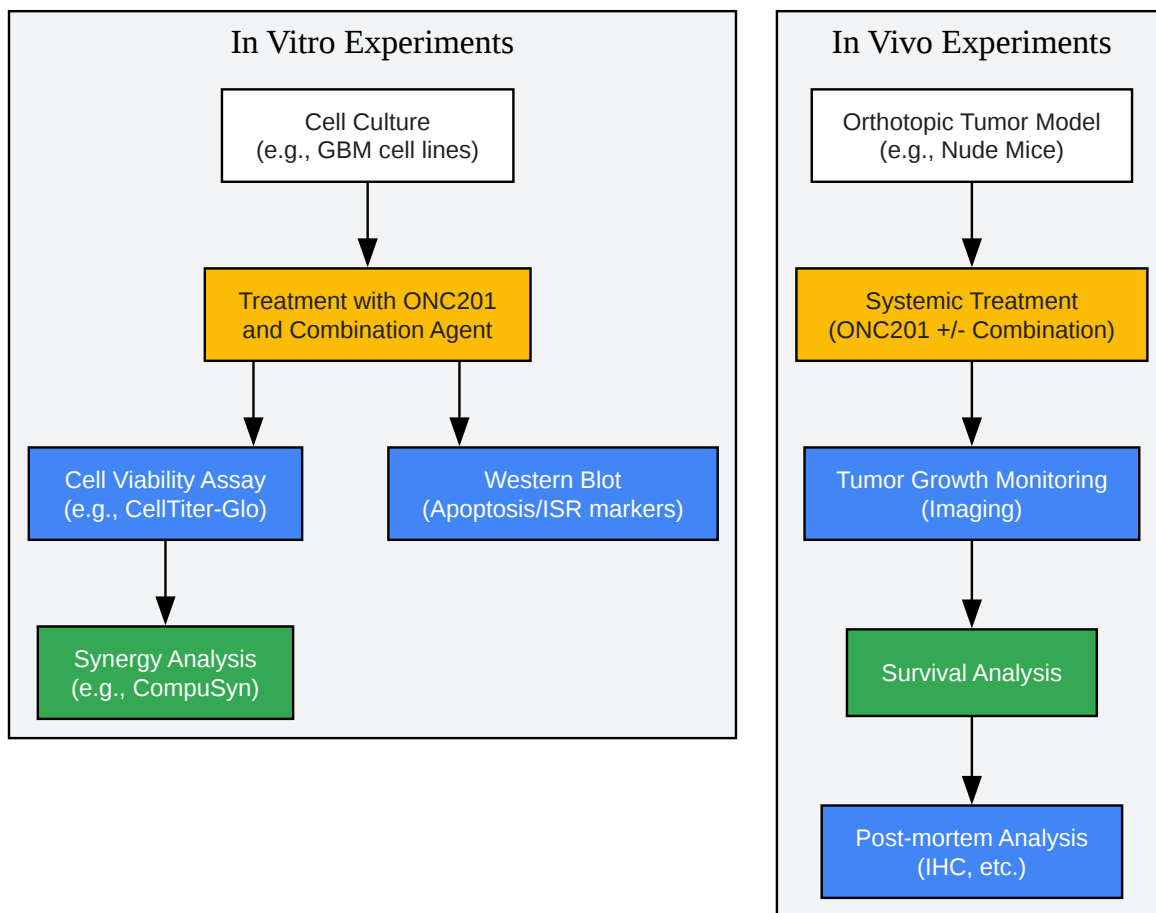 In Vitro Experiments
Cell Culture
(e.g., GBM cell lines)
Treatment with ONC201
and Combination Agent
Cell Viability Assay
(e.g., CellTiter-Glo)
Western Blot
(Apoptosis/ISR markers)
Synergy Analysis
(e.g., CompuSyn)
In Vivo Experiments
Orthotopic Tumor Model
(e.g., Nude Mice)
Systemic Treatment
(ONC201 +/- Combination)
Tumor Growth Monitoring
(Imaging)
Survival Analysis
Post-mortem Analysis
(IHC, etc.)